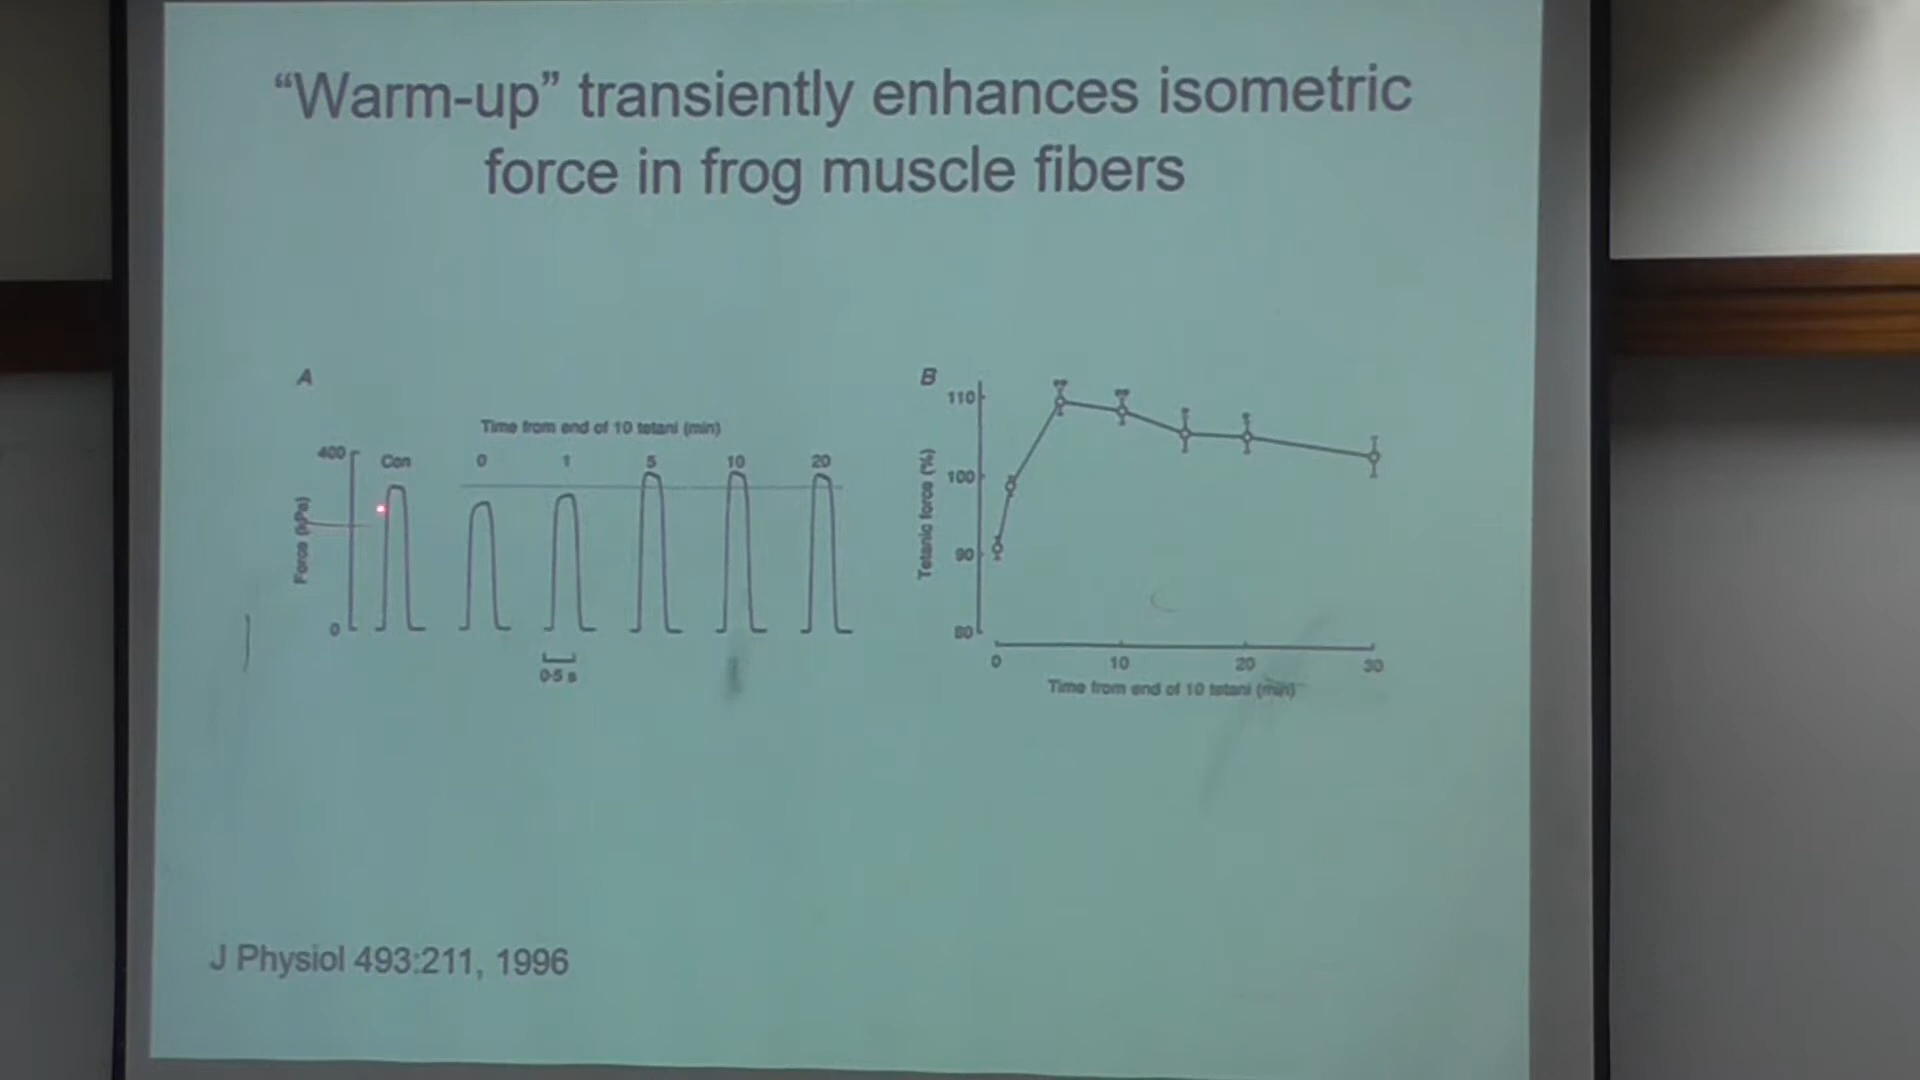 “Warm-up” transiently enhances isometric
force in frog muscle fibers
A
Time from end of 10 tetani (min)
400
Con
0
1
5
10
20
Force (kPa)
0
0·5 s
B
110
100
90
80
Tetanic force (%)
0
10
20
30
Time from end of 10 tetani (min)
J Physiol 493:211, 1996